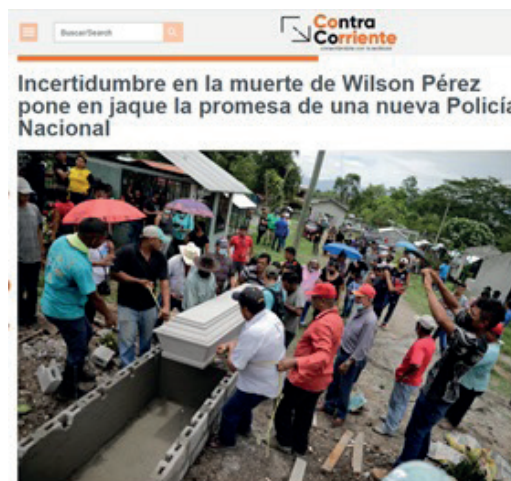 Buscar/Search
Contra
Corriente
Incertidumbre en la muerte de Wilson Pérez
pone en jaque la promesa de una nueva Policía
Nacional